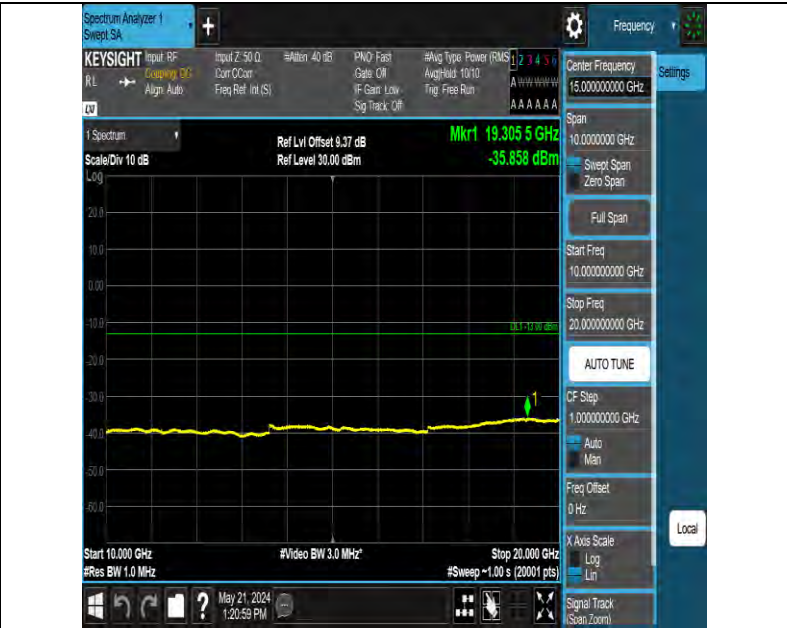 Spectrum Analyzer 1
Swept SA
+
Frequency
KEYSIGHT
RL
LXI
Input: RF
Coupling: DC
Align: Auto
Input Z: 50 Ω
Corr CCorr
Freq Ref: Int (S)
#Atten: 40 dB
PNO: Fast
Gate: Off
IF Gain: Low
Sig Track: Off
#Avg Type: Power (RMS
Avg|Hold: 10/10
Trig: Free Run
1 2 3 4 5 6
A W W W W W
A A A A A A
Settings
1 Spectrum
Scale/Div 10 dB
Ref Lvl Offset 9.37 dB
Ref Level 30.00 dBm
Mkr1 19.305 5 GHz
-35.858 dBm
Log
20.0
10.0
0.00
-10.0
-20.0
-30.0
-40.0
-50.0
-60.0
DL1 -13.00 dBm
1
Start 10.000 GHz
#Res BW 1.0 MHz
#Video BW 3.0 MHz*
Stop 20.000 GHz
#Sweep ~1.00 s (20001 pts)
Center Frequency
15.000000000 GHz
Span
10.0000000 GHz
Swept Span
Zero Span
Full Span
Start Freq
10.000000000 GHz
Stop Freq
20.000000000 GHz
AUTO TUNE
CF Step
1.000000000 GHz
Auto
Man
Freq Offset
0 Hz
X Axis Scale
Log
Lin
Signal Track
(Span Zoom)
Local
?
May 21, 2024
1:20:59 PM